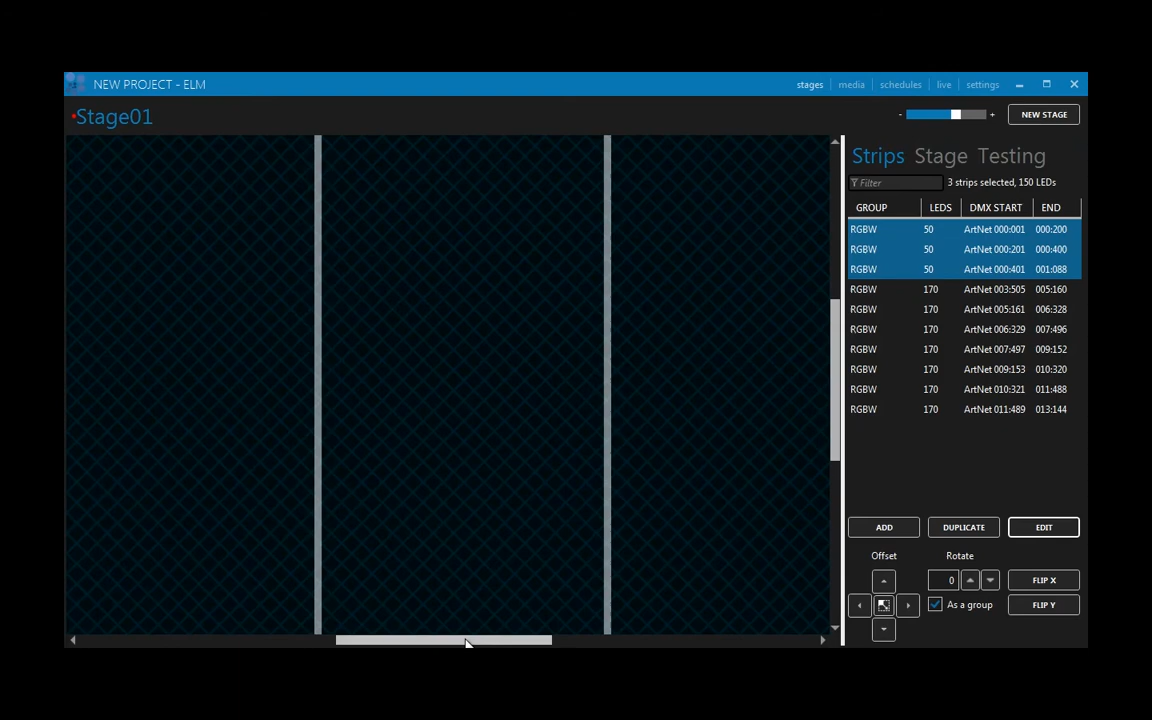 NEW PROJECT - ELM
stages media schedules live settings
Stage01
- +
NEW STAGE
Strips Stage Testing
Filter
3 strips selected, 150 LEDs
GROUP LEDS DMX START END
RGBW 50 ArtNet 000:001 000:200
RGBW 50 ArtNet 000:201 000:400
RGBW 50 ArtNet 000:401 001:088
RGBW 170 ArtNet 003:505 005:160
RGBW 170 ArtNet 005:161 006:328
RGBW 170 ArtNet 006:329 007:496
RGBW 170 ArtNet 007:497 009:152
RGBW 170 ArtNet 009:153 010:320
RGBW 170 ArtNet 010:321 011:488
RGBW 170 ArtNet 011:489 013:144
ADD DUPLICATE EDIT
Offset Rotate
0 FLIP X
As a group FLIP Y